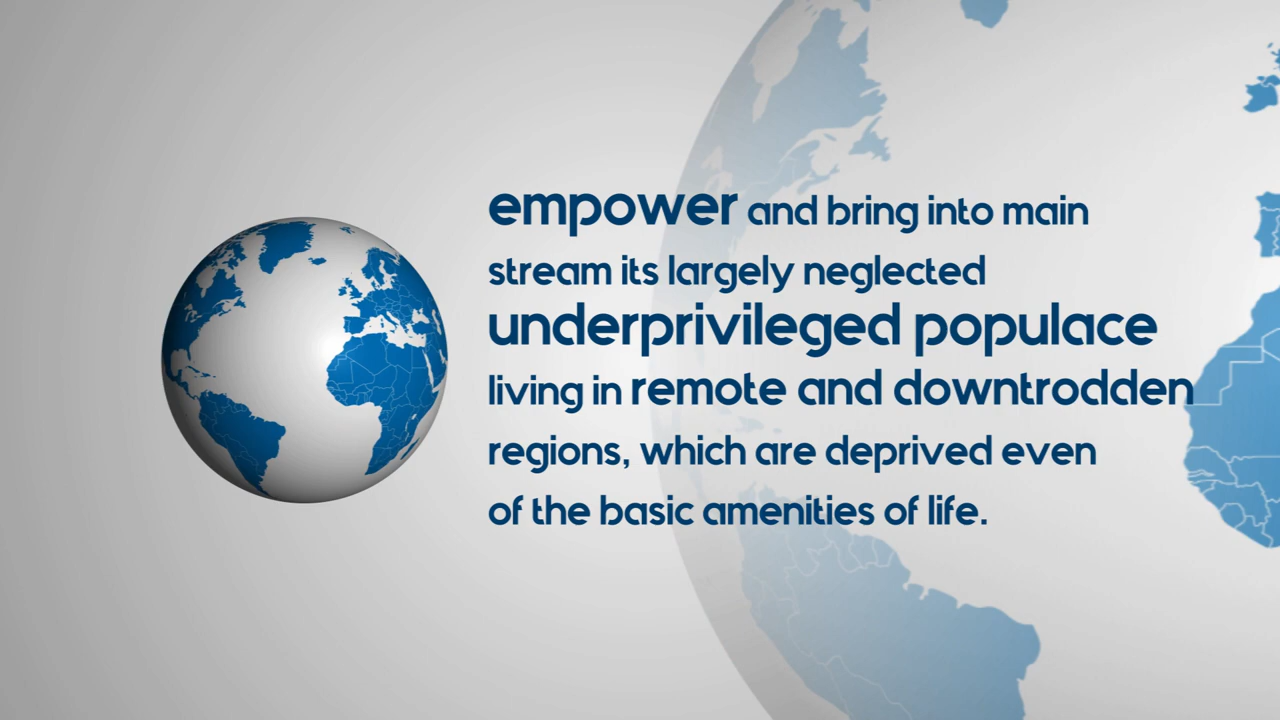 empower and bring into main
stream its largely neglected
underprivileged populace
living in remote and downtrodden
regions, which are deprived even
of the basic amenities of life.